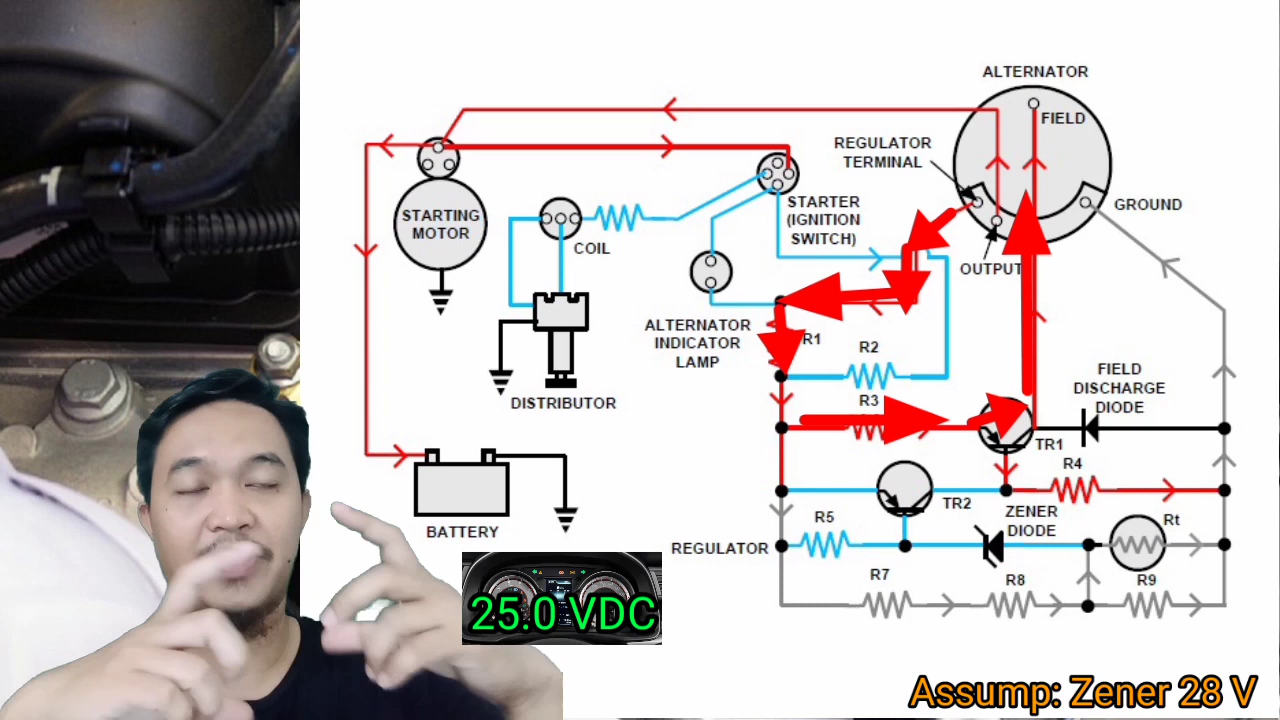 ALTERNATOR
FIELD
REGULATOR
TERMINAL
GROUND
STARTING
MOTOR
STARTER
(IGNITION
SWITCH)
COIL
OUTPUT
ALTERNATOR
INDICATOR
LAMP
R1
R2
FIELD
DISCHARGE
DIODE
DISTRIBUTOR
R3
TR1
R4
TR2
ZENER
DIODE
BATTERY
R5
Rt
REGULATOR
R7
R8
R9
25.0 VDC
Assump: Zener 28 V